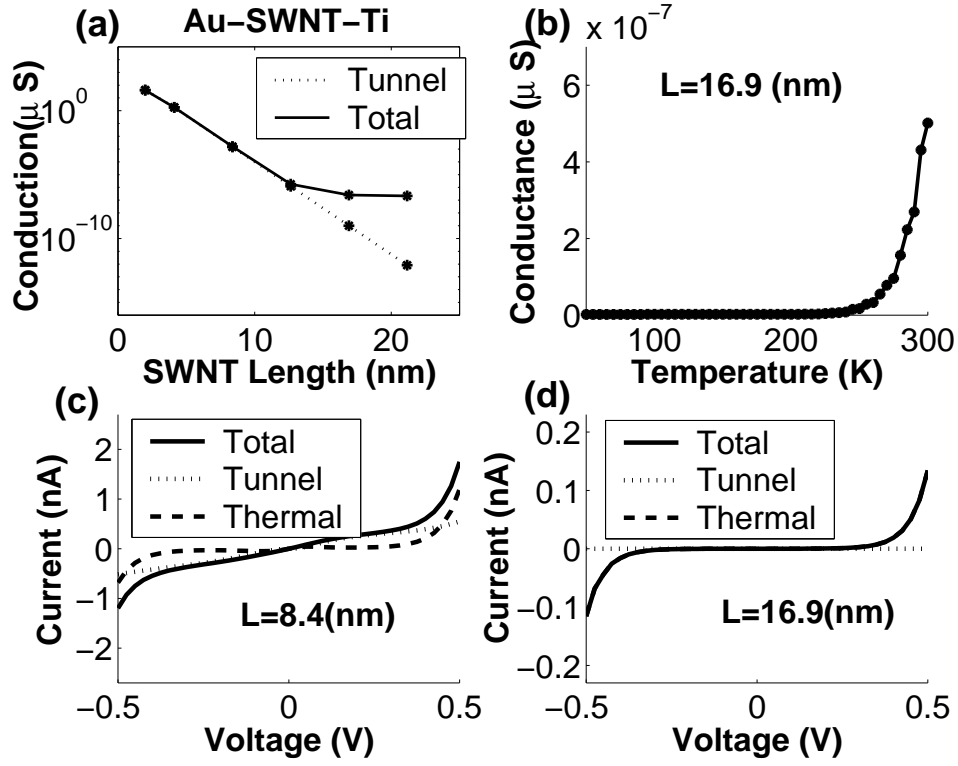 (a) Au–SWNT–Ti
Tunnel
Total
10^0
10^−10
Conduction(μ S)
0 10 20
SWNT Length (nm)
(b) x 10^−7
L=16.9 (nm)
6
4
2
0
Conductance (μ S)
100 200 300
Temperature (K)
(c)
Total
Tunnel
Thermal
2
1
0
−1
−2
Current (nA)
L=8.4(nm)
−0.5 0 0.5
Voltage (V)
(d)
Total
Tunnel
Thermal
0.2
0.1
0
−0.1
−0.2
Current (nA)
L=16.9(nm)
−0.5 0 0.5
Voltage (V)